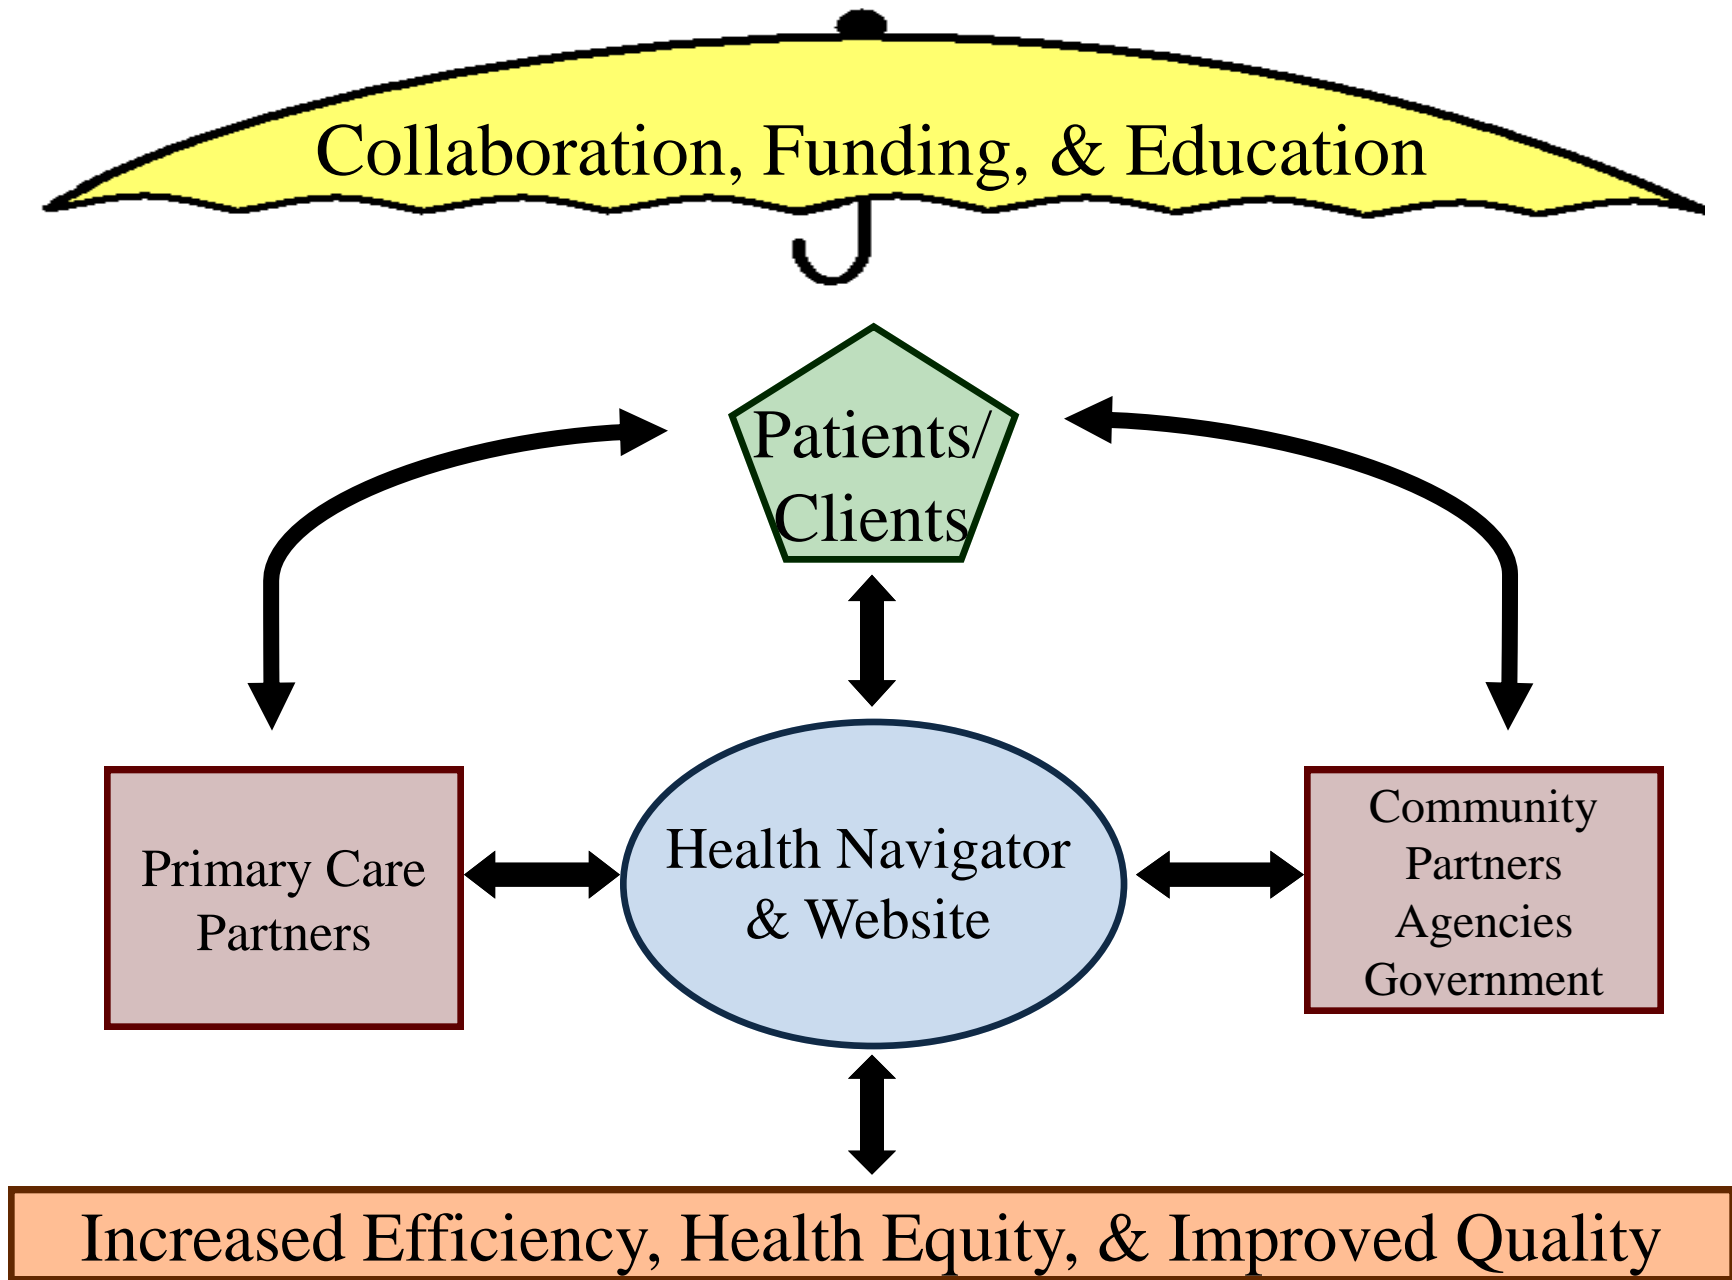 Collaboration, Funding, & Education
Patients/
Clients
Primary Care
Partners
Health Navigator
& Website
Community
Partners
Agencies
Government
Increased Efficiency, Health Equity, & Improved Quality